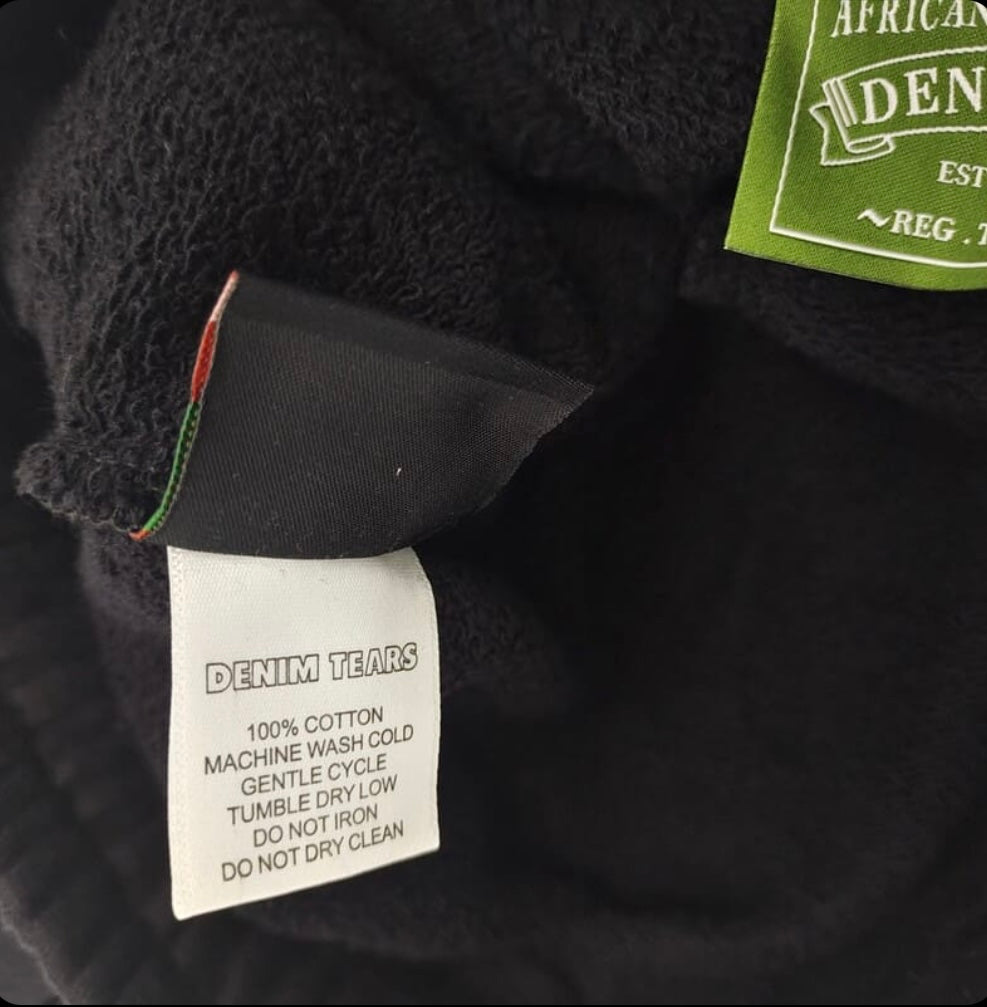 AFRICAN
DEN
EST
~REG . T
DENIM TEARS
100% COTTON
MACHINE WASH COLD
GENTLE CYCLE
TUMBLE DRY LOW
DO NOT IRON
DO NOT DRY CLEAN